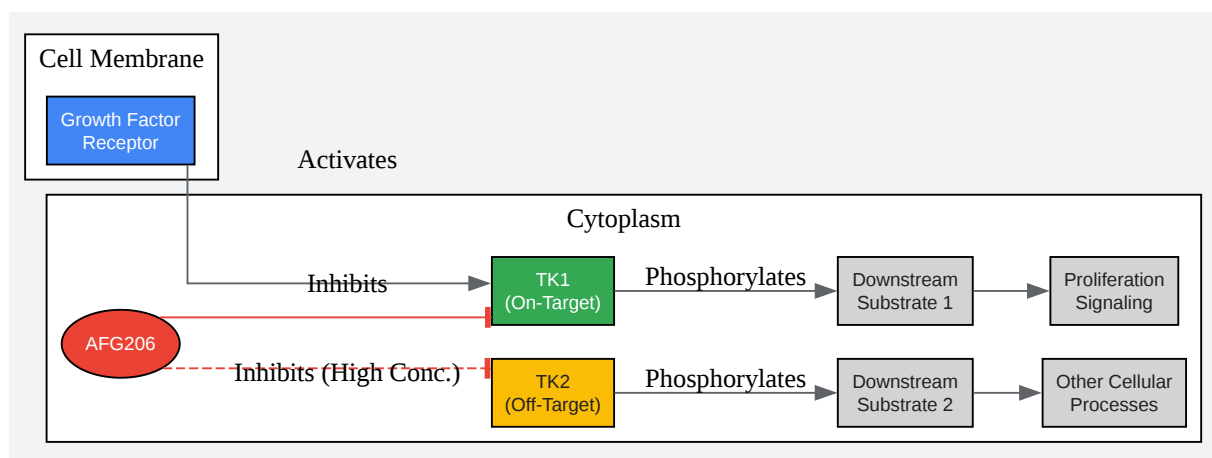 Cell Membrane
Growth Factor
Receptor
Activates
Cytoplasm
Inhibits
TK1
(On-Target)
Phosphorylates
Downstream
Substrate 1
Proliferation
Signaling
AFG206
Inhibits (High Conc.)
TK2
(Off-Target)
Phosphorylates
Downstream
Substrate 2
Other Cellular
Processes